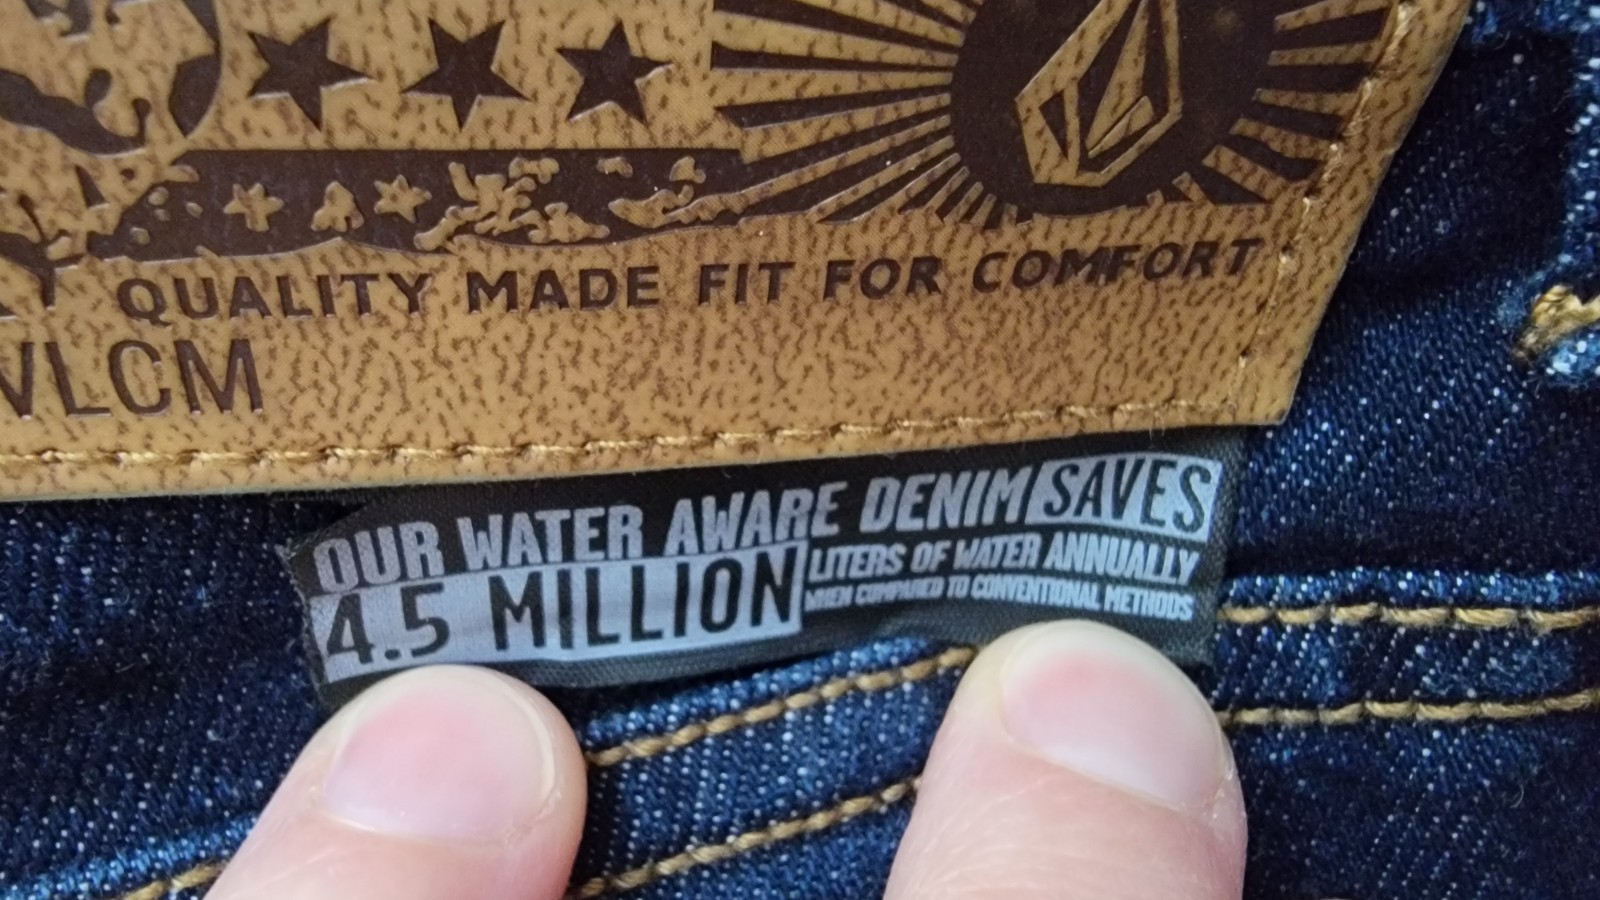 QUALITY MADE FIT FOR COMFORT
VLCM
OUR WATER AWARE DENIM SAVES
4.5 MILLION LITERS OF WATER ANNUALLY
WHEN COMPARED TO CONVENTIONAL METHODS